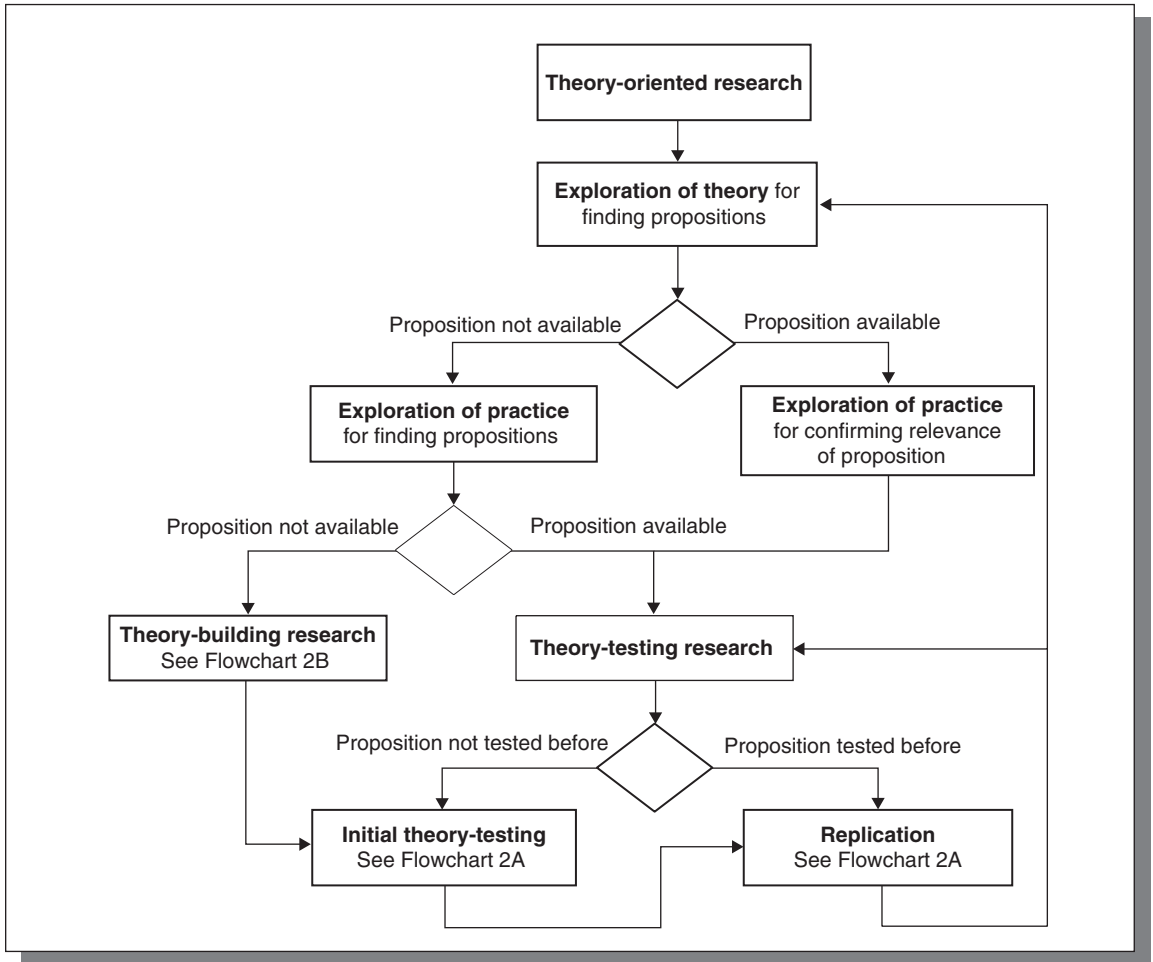 Theory-oriented research
Exploration of theory for
finding propositions
Proposition not available
Proposition available
Exploration of practice
for finding propositions
Exploration of practice
for confirming relevance
of proposition
Proposition not available
Proposition available
Theory-building research
See Flowchart 2B
Theory-testing research
Proposition not tested before
Proposition tested before
Initial theory-testing
See Flowchart 2A
Replication
See Flowchart 2A